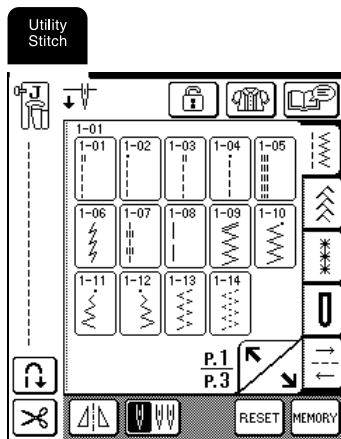 Utility
Stitch
J
1-01
1-01 1-02 1-03 1-04 1-05
1-06 1-07 1-08 1-09 1-10
1-11 1-12 1-13 1-14
P.1
P.3
RESET MEMORY